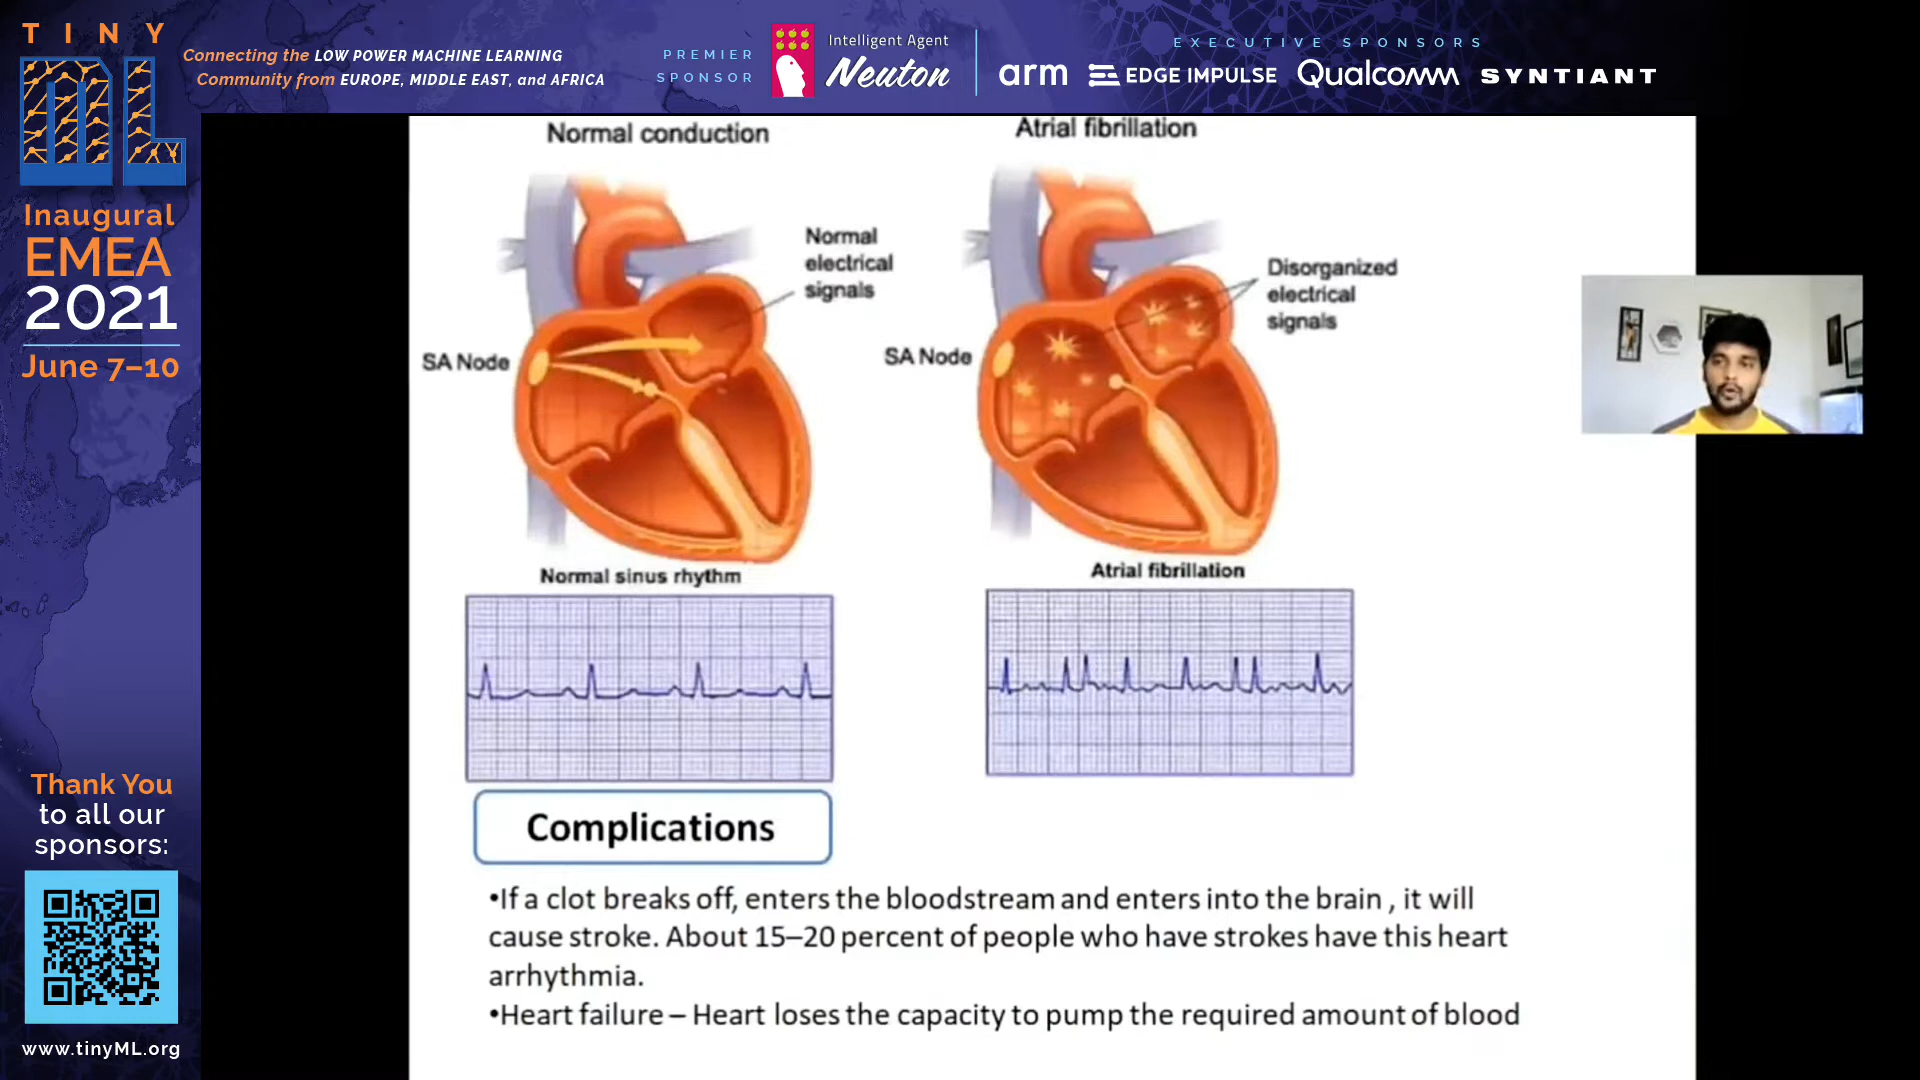 TINY
ML
Connecting the LOW POWER MACHINE LEARNING
Community from EUROPE, MIDDLE EAST, and AFRICA
PREMIER
SPONSOR
Intelligent Agent
Neuton
EXECUTIVE SPONSORS
arm
EDGE IMPULSE
Qualcomm
SYNTIANT
Inaugural
EMEA
2021
June 7–10
Thank You
to all our
sponsors:
www.tinyML.org
Normal conduction
Atrial fibrillation
Normal
electrical
signals
Disorganized
electrical
signals
SA Node
SA Node
Normal sinus rhythm
Atrial fibrillation
Complications
•If a clot breaks off, enters the bloodstream and enters into the brain , it will
cause stroke. About 15–20 percent of people who have strokes have this heart
arrhythmia.
•Heart failure – Heart loses the capacity to pump the required amount of blood